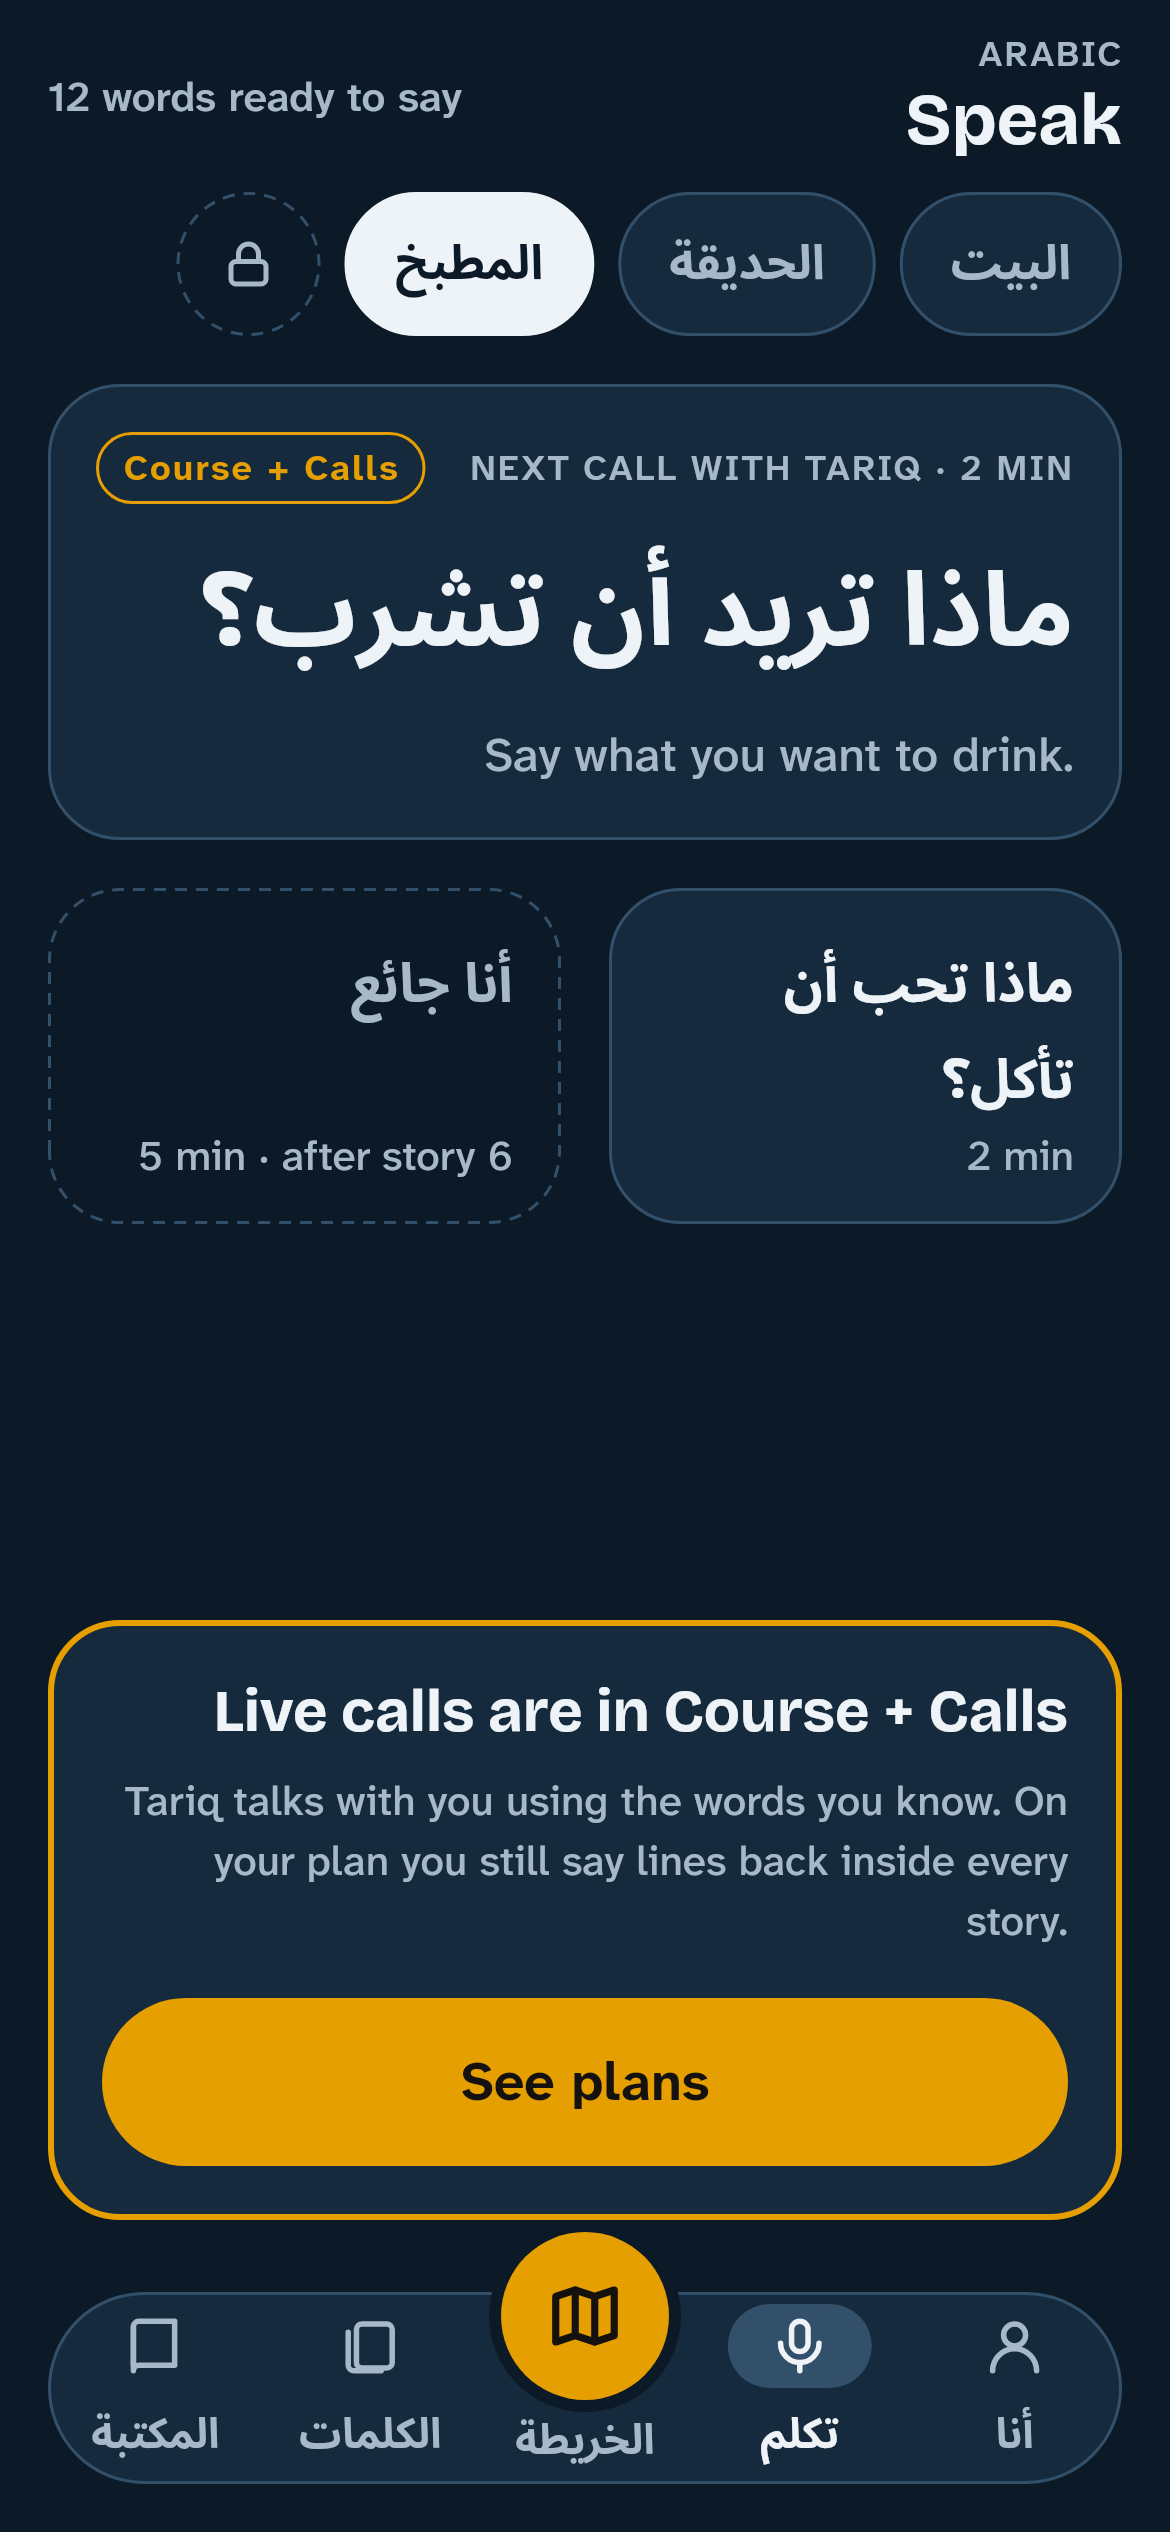 ARABIC
Speak
12 words ready to say
البيت
الحديقة
المطبخ
NEXT CALL WITH TARIQ · 2 MIN
Course + Calls
ماذا تريد أن تشرب؟
Say what you want to drink.
ماذا تحب أن
تأكل؟
2 min
أنا جائع
5 min · after story 6
Live calls are in Course + Calls
Tariq talks with you using the words you know. On
your plan you still say lines back inside every
story.
See plans
أنا
تكلم
الخريطة
الكلمات
المكتبة